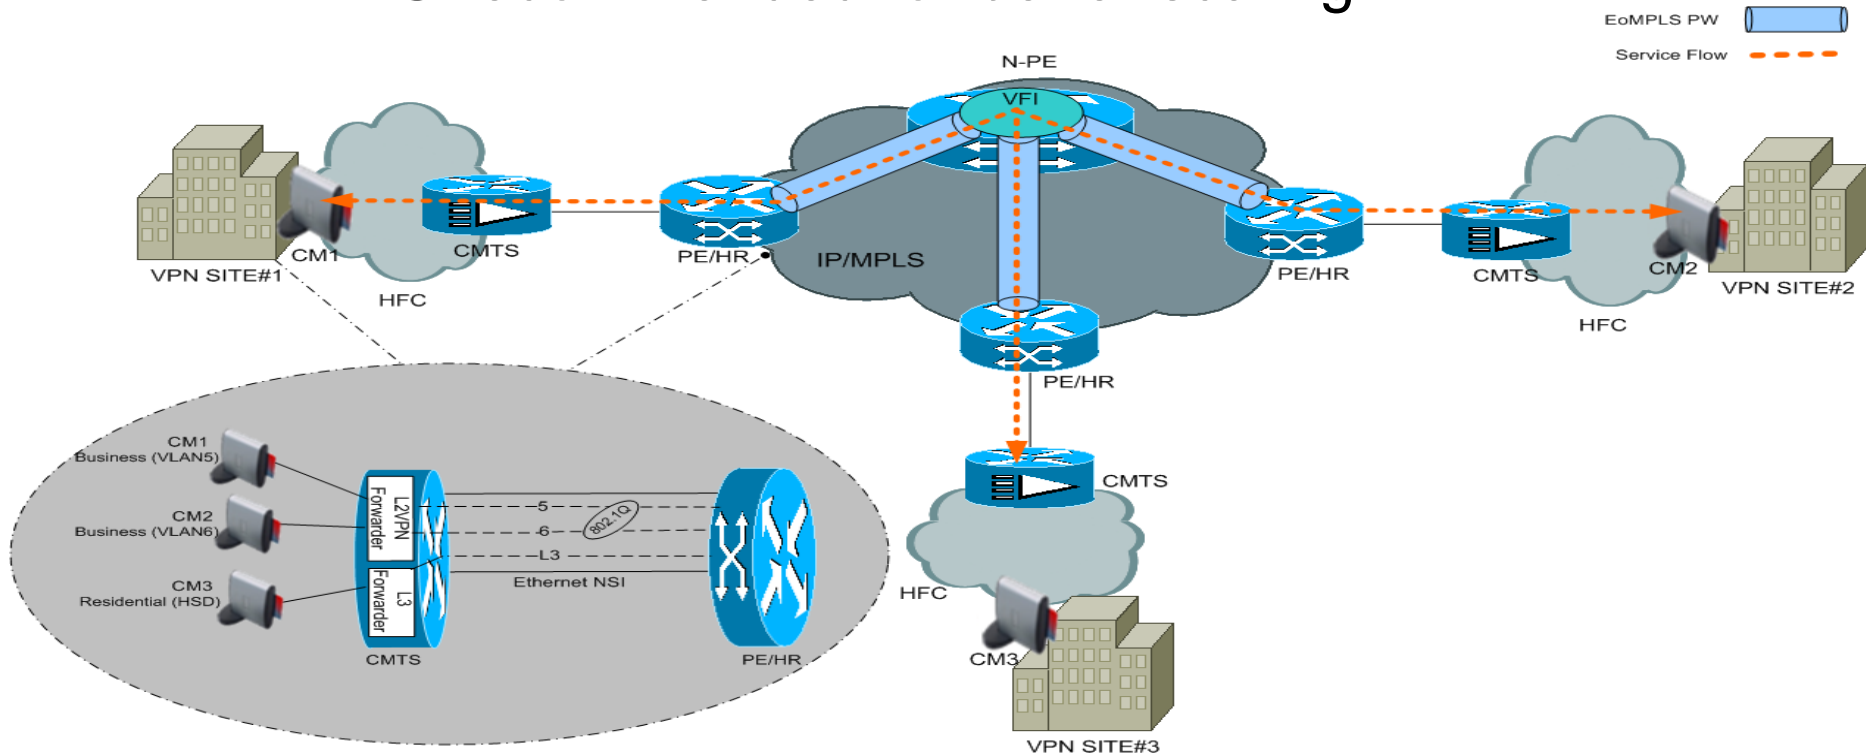 EoMPLS PW
Service Flow
N-PE
VFI
CM1
VPN SITE#1
HFC
CMTS
PE/HR
IP/MPLS
PE/HR
CMTS
CM2
VPN SITE#2
HFC
PE/HR
CMTS
HFC
CM3
VPN SITE#3
CM1
Business (VLAN5)
CM2
Business (VLAN6)
CM3
Residential (HSD)
L2VPN
Forwarder
L3
Forwarder
5
6
802.1Q
L3
Ethernet NSI
CMTS
PE/HR